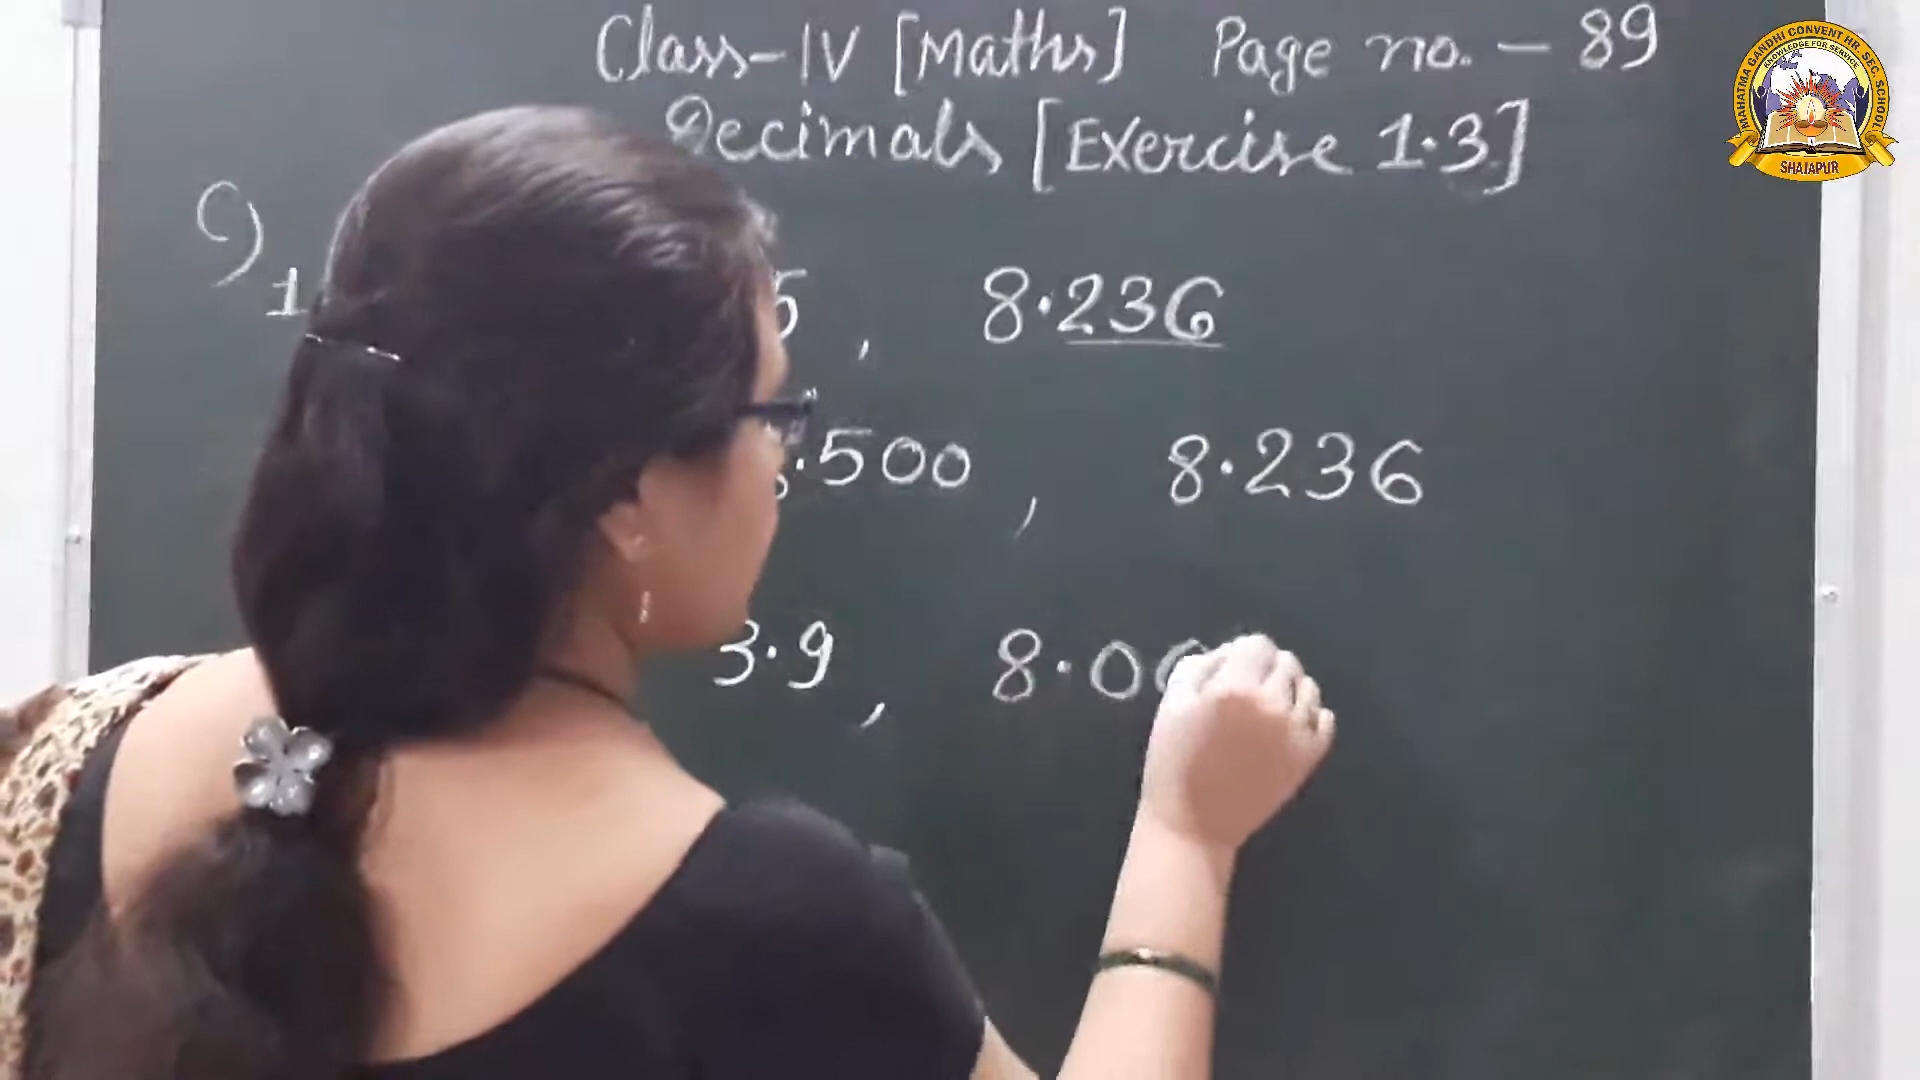 Class-IV [Maths] Page no. - 89
Decimals [Exercise 1.3]
MAHATMA GANDHI CONVENT HR. SEC. SCHOOL
KNOWLEDGE FOR SERVICE
SHAJAPUR
C)
1 5 , 8.236
.500 , 8.236
3.9 , 8.0